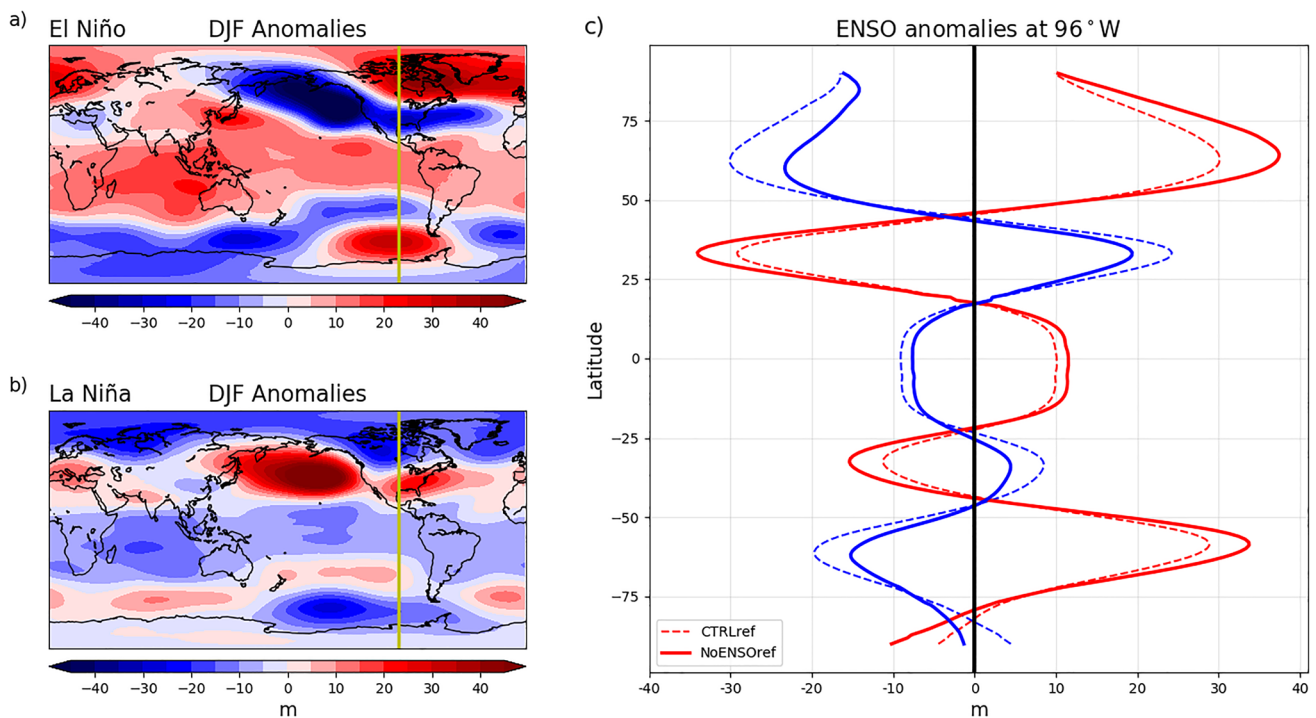 a)
El Niño DJF Anomalies
−40 −30 −20 −10 0 10 20 30 40
b)
La Niña DJF Anomalies
−40 −30 −20 −10 0 10 20 30 40
m
c)
ENSO anomalies at 96°W
Latitude
75
50
25
0
−25
−50
−75
CTRLref
NoENSOref
-40 -30 -20 -10 0 10 20 30 40
m